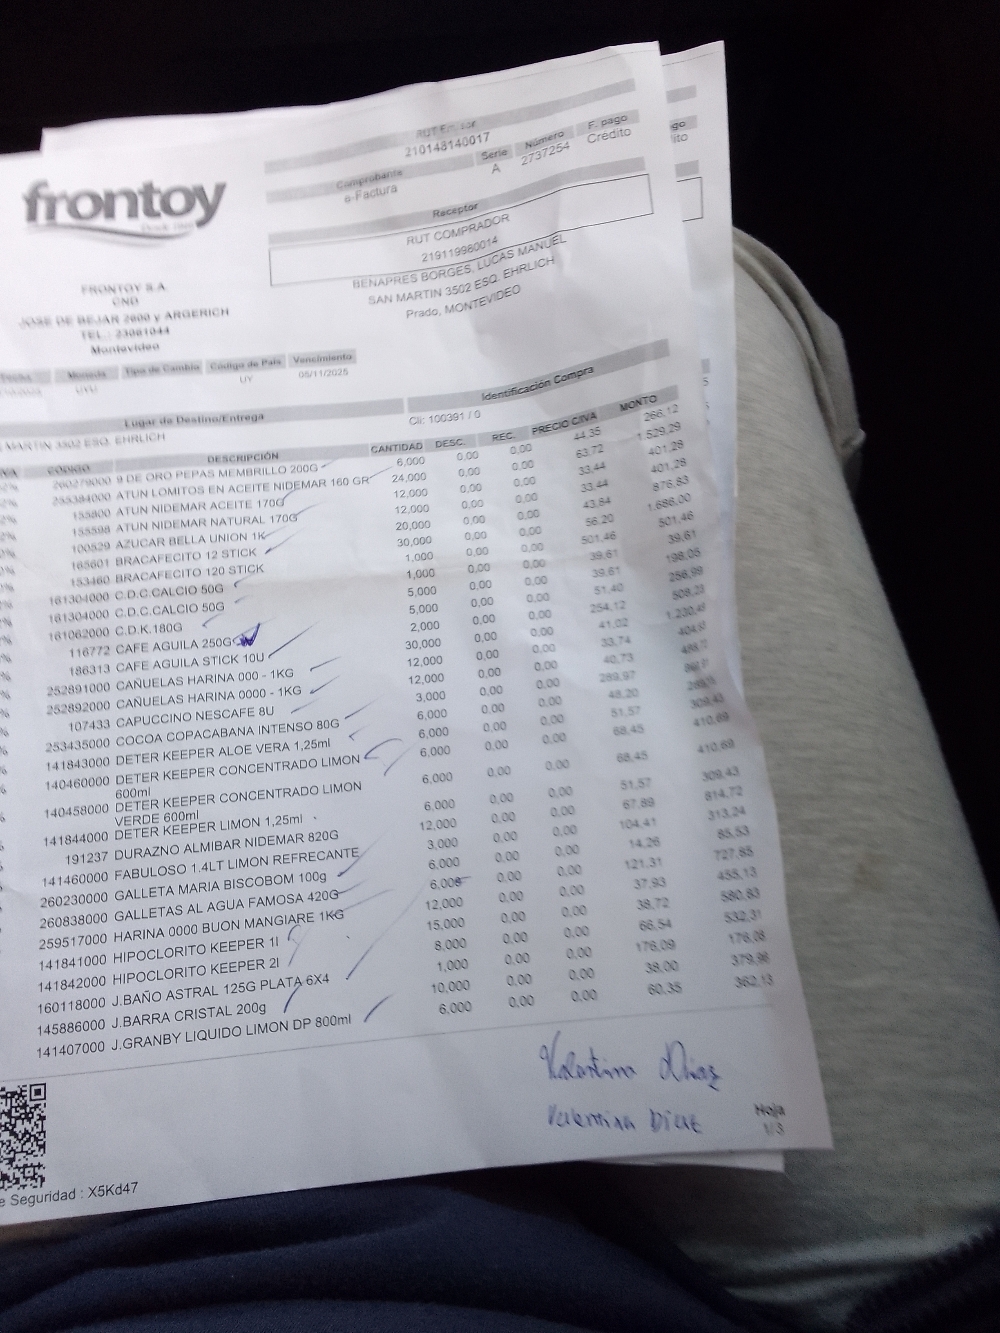 frontoy
Desde
FRONTOY S.A.
UND
JOSE DE BEJAR 2600 y ARGERICH
TEL.: 23081044
Montevideo
RUT Emisor
210148140017
Comprobante Serie Número F. pago
e-Factura A 2737254 Crédito
Receptor
RUT COMPRADOR
219119980014
BENAPRES BORGES, LUCAS MANUEL
SAN MARTIN 3502 ESQ. EHRLICH
Prado, MONTEVIDEO
go
ito
Fecha Moneda Tipo de Cambio Código de País Vencimiento
UYU UY 05/11/2025
Lugar de Destino/Entrega Identificación Compra
MARTIN 3502 ESQ. EHRLICH Cli: 100391 / 0
CODIGO DESCRIPCIÓN CANTIDAD DESC. REC. PRECIO C/IVA MONTO
260279000 9 DE ORO PEPAS MEMBRILLO 200G 6,000 0,00 0,00 44,35 266,12
255384000 ATUN LOMITOS EN ACEITE NIDEMAR 160 GR 24,000 0,00 0,00 63,72 1.529,29
155800 ATUN NIDEMAR ACEITE 170G 12,000 0,00 0,00 33,44 401,28
155598 ATUN NIDEMAR NATURAL 170G 12,000 0,00 0,00 33,44 401,28
100529 AZUCAR BELLA UNION 1K 20,000 0,00 0,00 43,84 876,83
165601 BRACAFECITO 12 STICK 30,000 0,00 0,00 56,20 1.686,00
153460 BRACAFECITO 120 STICK 1,000 0,00 0,00 501,46 501,46
161304000 C.D.C.CALCIO 50G 1,000 0,00 0,00 39,61 39,61
161304000 C.D.C.CALCIO 50G 5,000 0,00 0,00 39,61 198,05
161062000 C.D.K.180G 5,000 0,00 0,00 51,40 256,99
116772 CAFE AGUILA 250G 2,000 0,00 0,00 254,12 508,23
186313 CAFE AGUILA STICK 10U 30,000 0,00 0,00 41,02
252891000 CAÑUELAS HARINA 000 - 1KG 12,000 0,00 0,00 33,74
252892000 CAÑUELAS HARINA 0000 - 1KG 12,000 0,00 0,00 40,73
107433 CAPUCCINO NESCAFE 8U 3,000 0,00 0,00 289,97
253435000 COCOA COPACABANA INTENSO 80G 6,000 0,00 0,00 48,20
141843000 DETER KEEPER ALOE VERA 1,25ml 6,000 0,00 0,00 51,57 309,43
140460000 DETER KEEPER CONCENTRADO LIMON 6,000 0,00 0,00 68,45 410,69
600ml
140458000 DETER KEEPER CONCENTRADO LIMON 6,000 0,00 0,00 68,45 410,69
VERDE 600ml
141844000 DETER KEEPER LIMON 1,25ml 6,000 0,00 0,00 51,57 309,43
191237 DURAZNO ALMIBAR NIDEMAR 820G 12,000 0,00 0,00 67,89 814,72
141460000 FABULOSO 1.4LT LIMON REFRECANTE 3,000 0,00 0,00 104,41 313,24
260230000 GALLETA MARIA BISCOBOM 100g 6,000 0,00 0,00 14,26 85,53
260838000 GALLETAS AL AGUA FAMOSA 420G 6,000 0,00 0,00 121,31 727,85
259517000 HARINA 0000 BUON MANGIARE 1KG 12,000 0,00 0,00 37,93 455,13
141841000 HIPOCLORITO KEEPER 1l 15,000 0,00 0,00 38,72 580,83
141842000 HIPOCLORITO KEEPER 2l 8,000 0,00 0,00 66,54 532,31
160118000 J.BAÑO ASTRAL 125G PLATA 6X4 1,000 0,00 0,00 176,09 176,08
145886000 J.BARRA CRISTAL 200g 10,000 0,00 0,00 38,00 379,98
141407000 J.GRANBY LIQUIDO LIMON DP 800ml 6,000 0,00 0,00 60,35 362,13
Valentina Diaz
Valentina Diaz
Hoja
1/3
e Seguridad : X5Kd47